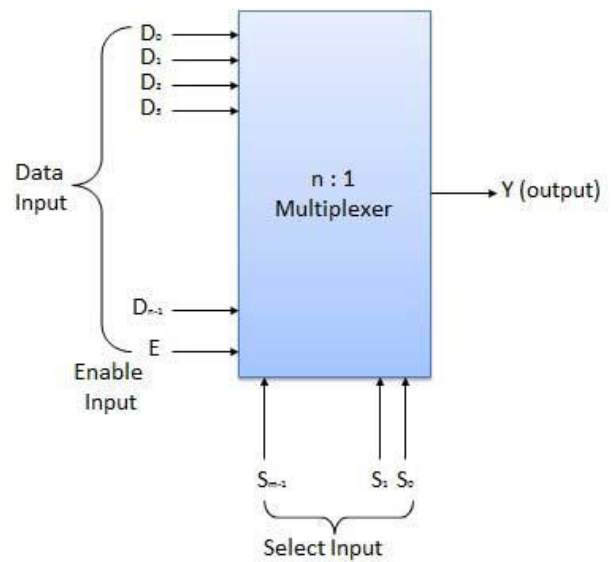 D₀
D₁
D₂
D₃
Data
Input
n : 1
Multiplexer
Y (output)
Dₙ₋₁
E
Enable
Input
Sₘ₋₁ S₁ S₀
Select Input